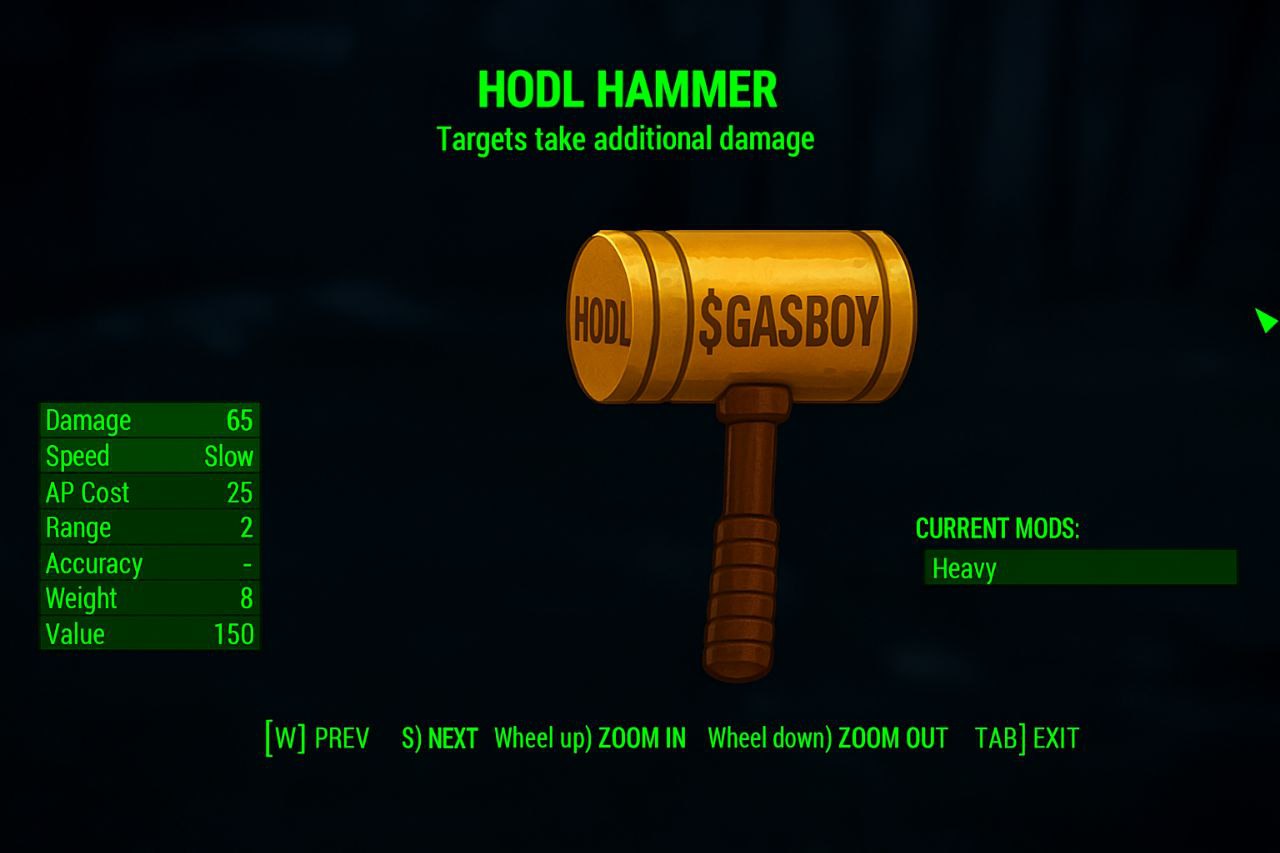 HODL HAMMER
Targets take additional damage
HODL
$GASBOY
Damage 65
Speed Slow
AP Cost 25
Range 2
Accuracy -
Weight 8
Value 150
CURRENT MODS:
Heavy
[W] PREV S) NEXT Wheel up) ZOOM IN Wheel down) ZOOM OUT TAB] EXIT